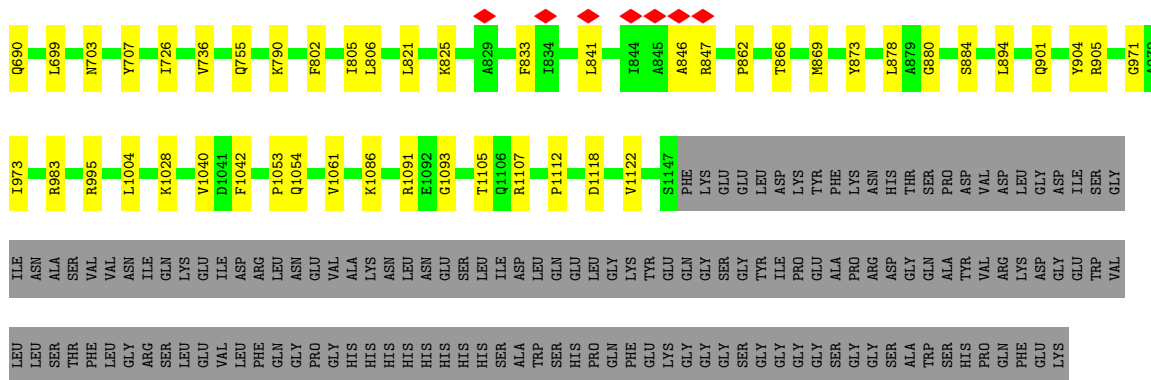 Q690 L699 N703 Y707 I726 V736 Q755 K790 F802 I805 L806 L821 K825 A829 F833 I834 L841 I844 A845 A846 R847 P862 T866 M869 Y873 L878 A879 G880 S884 L894 Q901 Y904 R905 G971
I973 R983 R995 L1004 K1028 V1040 D1041 F1042 P1053 Q1054 V1061 K1086 R1091 E1092 G1093 T1105 Q1106 R1107 P1112 D1118 V1122 S1147 PHE LYS GLU GLU LEU ASP LYS TYR PHE LYS ASN HIS THR SER PRO ASP VAL ASP LEU GLY ASP ILE SER GLY
ILE ASN ALA SER VAL VAL ASN ILE GLN LYS GLU ILE ASP ARG LEU ASN GLU VAL ALA LYS ASN LEU ASN GLU SER LEU ILE ASP LEU GLN GLU LEU GLY LYS TYR GLU GLN GLY SER GLY TYR ILE PRO GLU ALA PRO ARG ASP GLY GLN ALA TYR VAL ARG LYS ASP GLY GLU TRP VAL
LEU LEU SER THR PHE LEU GLY ARG SER LEU GLU VAL LEU PHE GLN GLY PRO GLY HIS HIS HIS HIS HIS HIS HIS HIS SER ALA TRP SER HIS PRO GLN PHE GLU LYS GLY GLY GLY SER GLY GLY GLY GLY SER GLY GLY SER ALA TRP SER HIS PRO GLN PHE GLU LYS